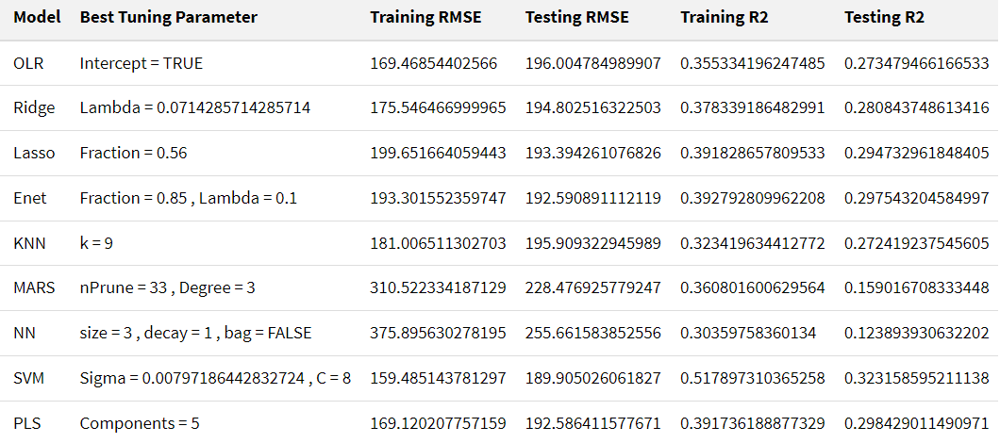 Model Best Tuning Parameter Training RMSE Testing RMSE Training R2 Testing R2
OLR Intercept = TRUE 169.46854402566 196.004784989907 0.355334196247485 0.273479466166533
Ridge Lambda = 0.0714285714285714 175.546466999965 194.802516322503 0.378339186482991 0.280843748613416
Lasso Fraction = 0.56 199.651664059443 193.394261076826 0.391828657809533 0.294732961848405
Enet Fraction = 0.85 , Lambda = 0.1 193.301552359747 192.590891112119 0.392792809962208 0.297543204584997
KNN k = 9 181.006511302703 195.909322945989 0.323419634412772 0.272419237545605
MARS nPrune = 33 , Degree = 3 310.522334187129 228.476925779247 0.360801600629564 0.159016708333448
NN size = 3 , decay = 1 , bag = FALSE 375.895630278195 255.661583852556 0.30359758360134 0.123893930632202
SVM Sigma = 0.00797186442832724 , C = 8 159.485143781297 189.905026061827 0.517897310365258 0.323158595211138
PLS Components = 5 169.120207757159 192.586411577671 0.391736188877329 0.298429011490971